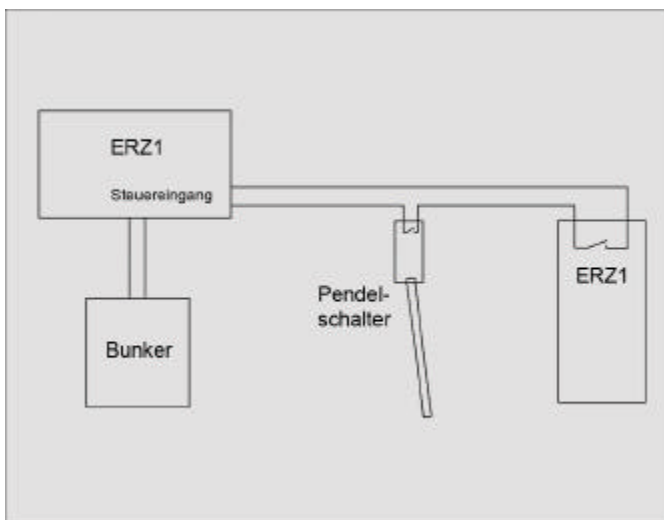 ERZ1
Steuereingang
Bunker
Pendel-
schalter
ERZ1